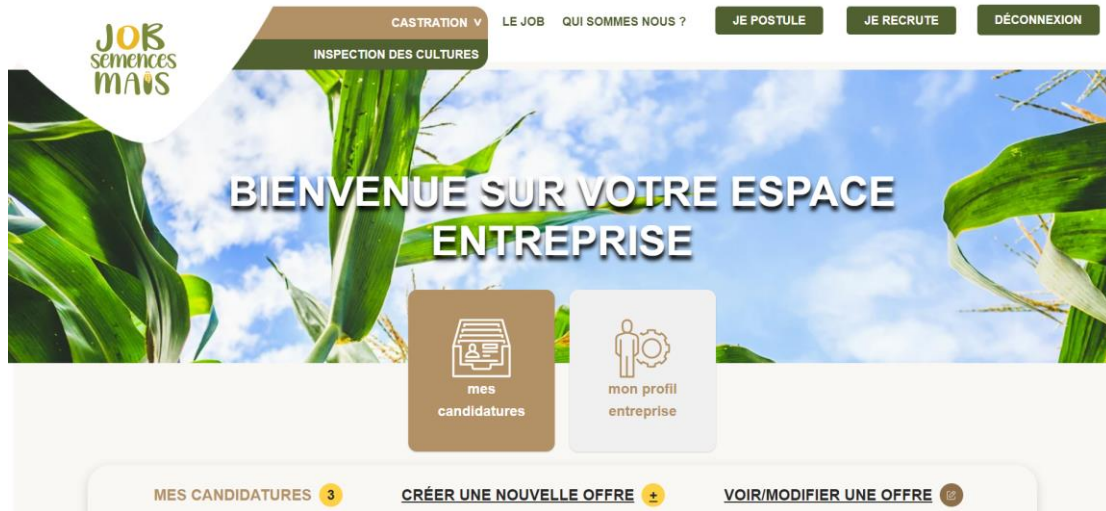 JOB
semences
MAïS
CASTRATION v
LE JOB
QUI SOMMES NOUS ?
JE POSTULE
JE RECRUTE
DÉCONNEXION
INSPECTION DES CULTURES
BIENVENUE SUR VOTRE ESPACE
ENTREPRISE
mes
candidatures
mon profil
entreprise
MES CANDIDATURES 3
CRÉER UNE NOUVELLE OFFRE +
VOIR/MODIFIER UNE OFFRE